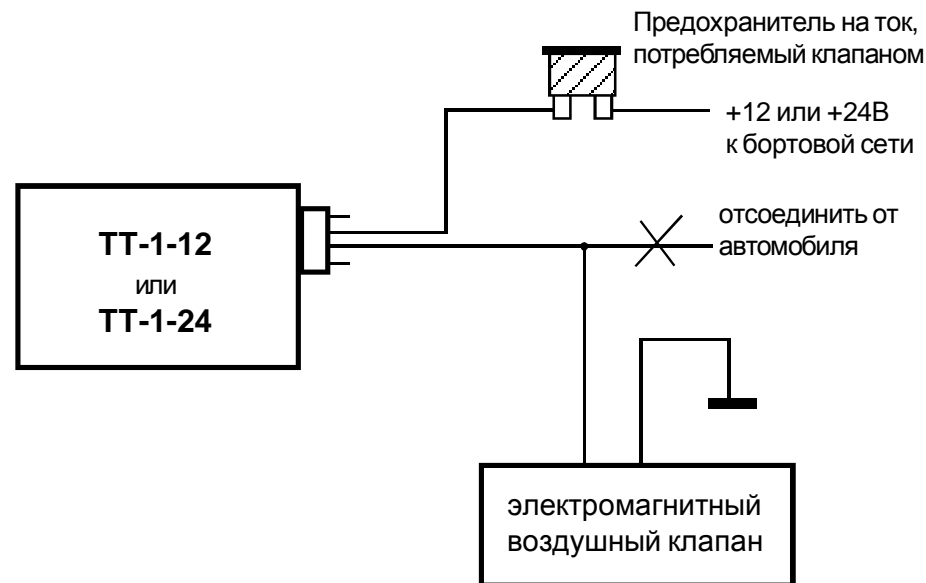 Предохранитель на ток,
потребляемый клапаном
+12 или +24В
к бортовой сети
отсоединить от
автомобиля
ТТ-1-12
или
ТТ-1-24
электромагнитный
воздушный клапан